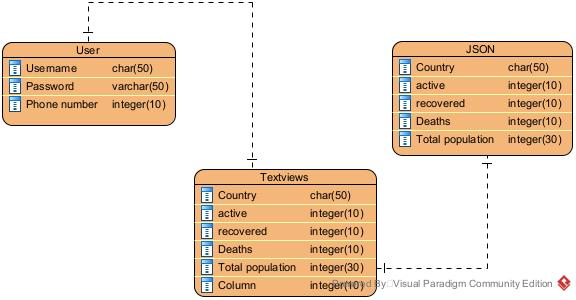 User
Username char(50)
Password varchar(50)
Phone number integer(10)
JSON
Country char(50)
active integer(10)
recovered integer(10)
Deaths integer(10)
Total population integer(30)
Textviews
Country char(50)
active integer(10)
recovered integer(10)
Deaths integer(10)
Total population integer(30)
Column integer(10)
Powered By Visual Paradigm Community Edition